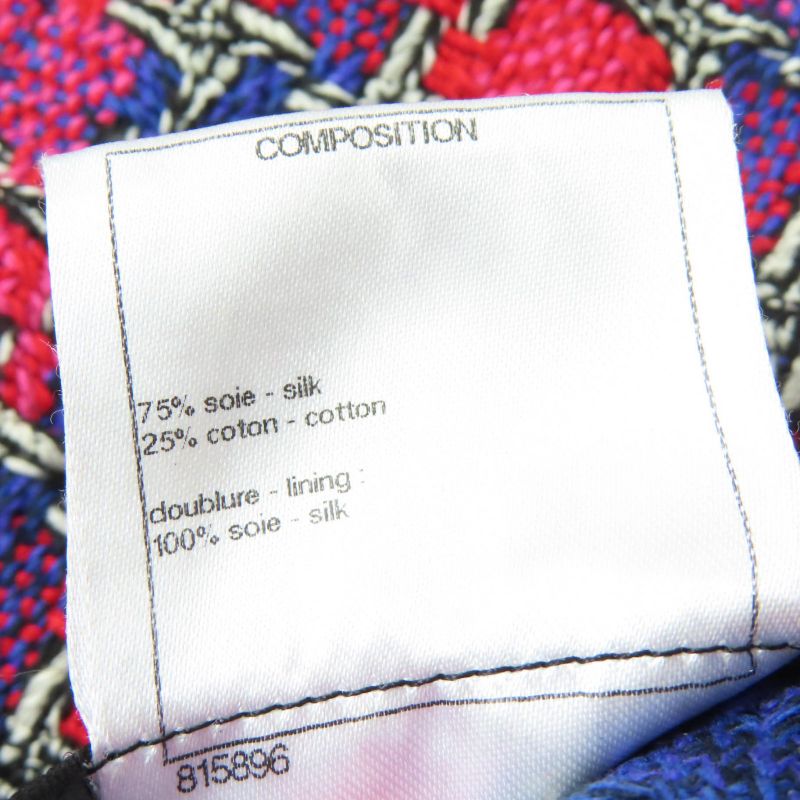 COMPOSITION
75% soie - silk
25% coton - cotton
doublure - lining :
100% soie - silk
815896